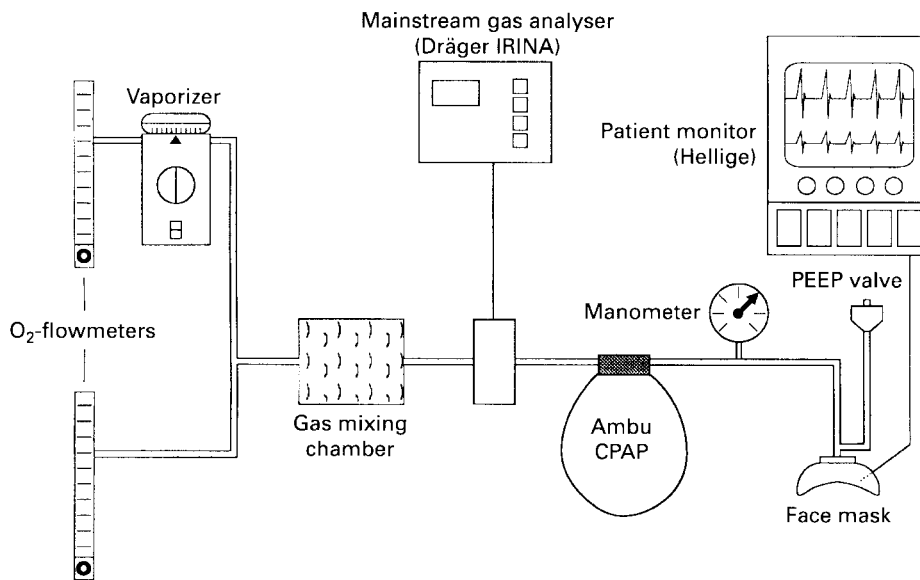 Mainstream gas analyser
(Dräger IRINA)
Vaporizer
Patient monitor
(Hellige)
PEEP valve
O₂-flowmeters
Manometer
Gas mixing
chamber
Ambu
CPAP
Face mask